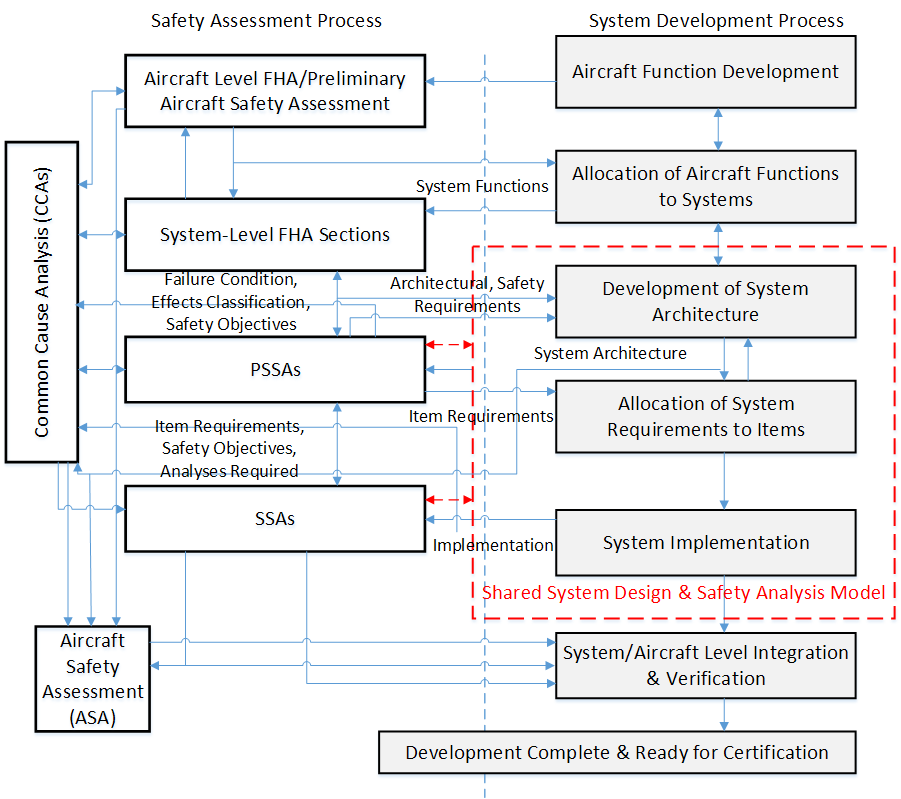 Safety Assessment Process
System Development Process
Aircraft Level FHA/Preliminary
Aircraft Safety Assessment
Aircraft Function Development
Common Cause Analysis (CCAs)
Allocation of Aircraft Functions
to Systems
System Functions
System-Level FHA Sections
Failure Condition,
Effects Classification,
Safety Objectives
Architectural, Safety
Requirements
Development of System
Architecture
System Architecture
PSSAs
Item Requirements
Allocation of System
Requirements to Items
Item Requirements,
Safety Objectives,
Analyses Required
SSAs
Implementation
System Implementation
Shared System Design & Safety Analysis Model
Aircraft
Safety
Assessment
(ASA)
System/Aircraft Level Integration
& Verification
Development Complete & Ready for Certification